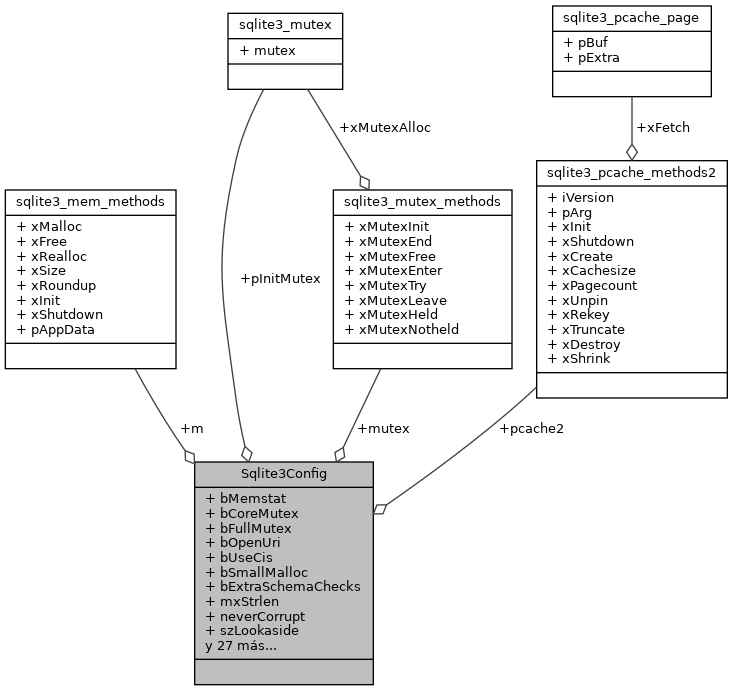 sqlite3_mutex
+ mutex
sqlite3_pcache_page
+ pBuf
+ pExtra
+xMutexAlloc
+xFetch
sqlite3_mem_methods
+ xMalloc
+ xFree
+ xRealloc
+ xSize
+ xRoundup
+ xInit
+ xShutdown
+ pAppData
+pInitMutex
sqlite3_mutex_methods
+ xMutexInit
+ xMutexEnd
+ xMutexFree
+ xMutexEnter
+ xMutexTry
+ xMutexLeave
+ xMutexHeld
+ xMutexNotheld
sqlite3_pcache_methods2
+ iVersion
+ pArg
+ xInit
+ xShutdown
+ xCreate
+ xCachesize
+ xPagecount
+ xUnpin
+ xRekey
+ xTruncate
+ xDestroy
+ xShrink
+m
+mutex
+pcache2
Sqlite3Config
+ bMemstat
+ bCoreMutex
+ bFullMutex
+ bOpenUri
+ bUseCis
+ bSmallMalloc
+ bExtraSchemaChecks
+ mxStrlen
+ neverCorrupt
+ szLookaside
y 27 más...